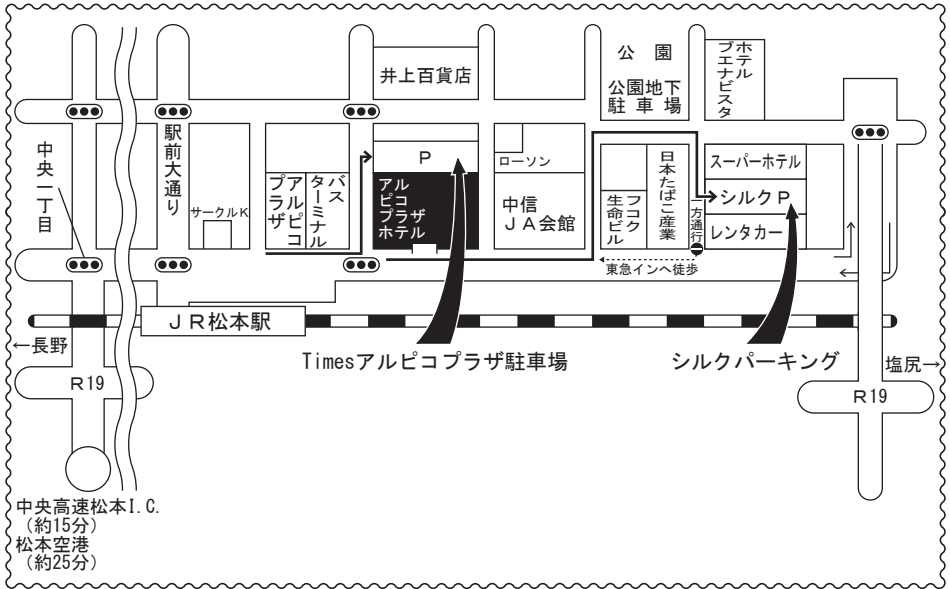 井上百貨店
公園
公園地下
駐車場
ホテル
ブエナビスタ
中央一丁目
駅前大通り
サークルK
アルピコ
プラザ
バス
ターミナル
P
アル
ピコ
プラザ
ホテル
ローソン
中信
JA会館
フコク
生命ビル
日本たばこ産業
一方通行
スーパーホテル
シルクP
レンタカー
東急インへ徒歩
JR松本駅
←長野
Timesアルピコプラザ駐車場
シルクパーキング
塩尻→
R19
R19
中央高速松本I.C.
(約15分)
松本空港
(約25分)